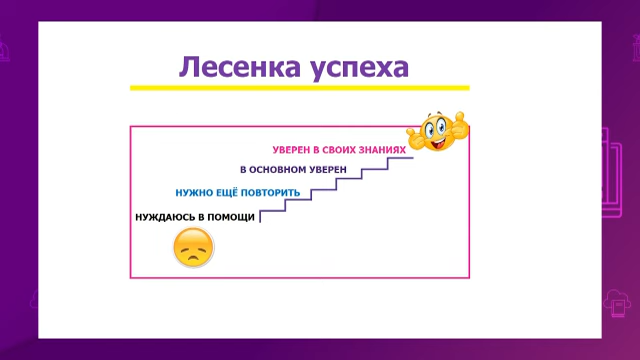 Лесенка успеха
УВЕРЕН В СВОИХ ЗНАНИЯХ
В ОСНОВНОМ УВЕРЕН
НУЖНО ЕЩЁ ПОВТОРИТЬ
НУЖДАЮСЬ В ПОМОЩИ